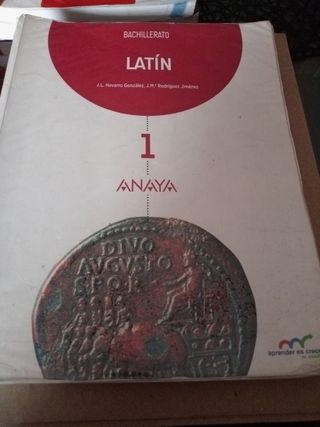 BACHILLERATO
LATÍN
J.L. Navarro González, J.M.ª Rodríguez Jiménez
1
ANAYA
DIVO
AVGVSTO
SPQR
aprender es crecer